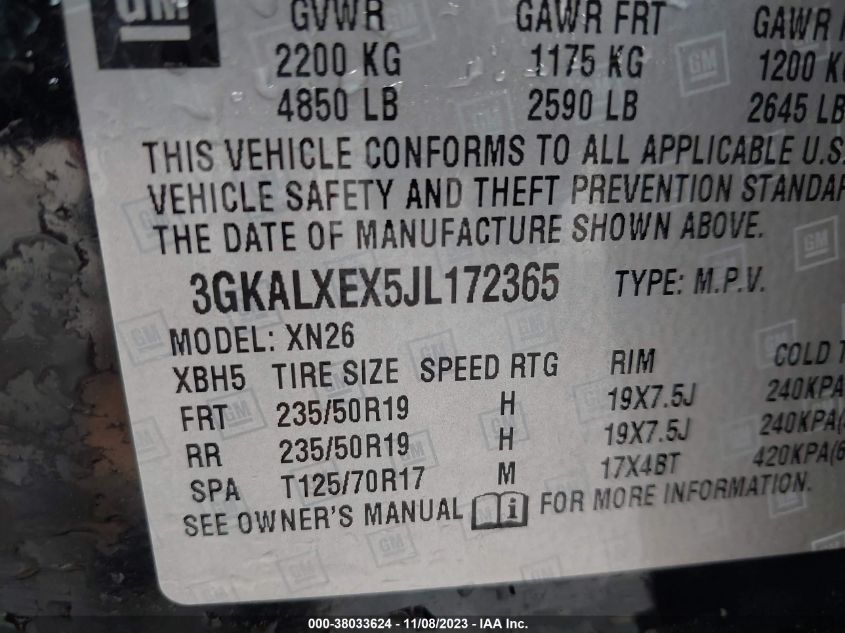 GM
GVWR GAWR FRT GAWR
2200 KG 1175 KG 1200
4850 LB 2590 LB 2645 LB
THIS VEHICLE CONFORMS TO ALL APPLICABLE U.S.
VEHICLE SAFETY AND THEFT PREVENTION
THE DATE OF MANUFACTURE SHOWN ABOVE.
3GKALXEX5JL172365 TYPE: M.P.V.
MODEL: XN26
XBH5 TIRE SIZE SPEED RTG RIM COLD
FRT 235/50R19 H 19X7.5J 240KPA
RR 235/50R19 H 19X7.5J 240KPA(
SPA T125/70R17 M 17X4BT 420KPA(6
SEE OWNER'S MANUAL i FOR MORE INFORMATION.
000-38033624 - 11/08/2023 - IAA Inc.